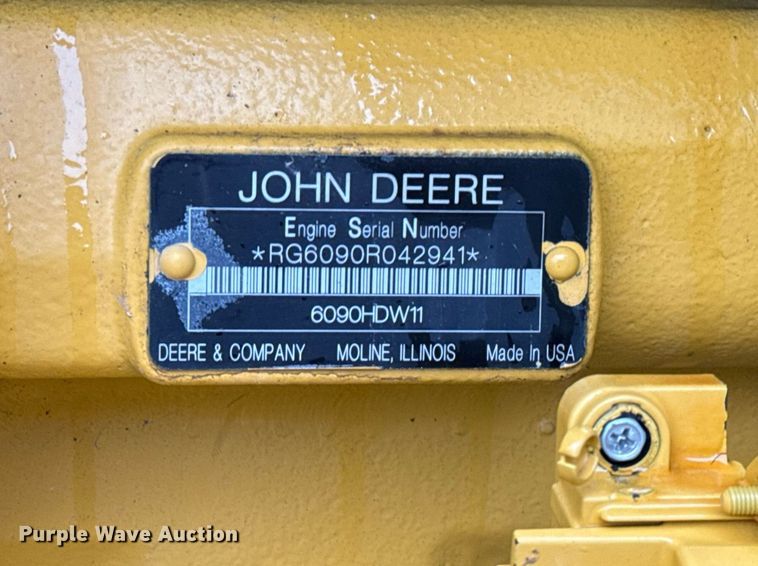 JOHN DEERE
Engine Serial Number
*RG6090R042941*
6090HDW11
DEERE & COMPANY MOLINE, ILLINOIS Made In USA
Purple Wave Auction